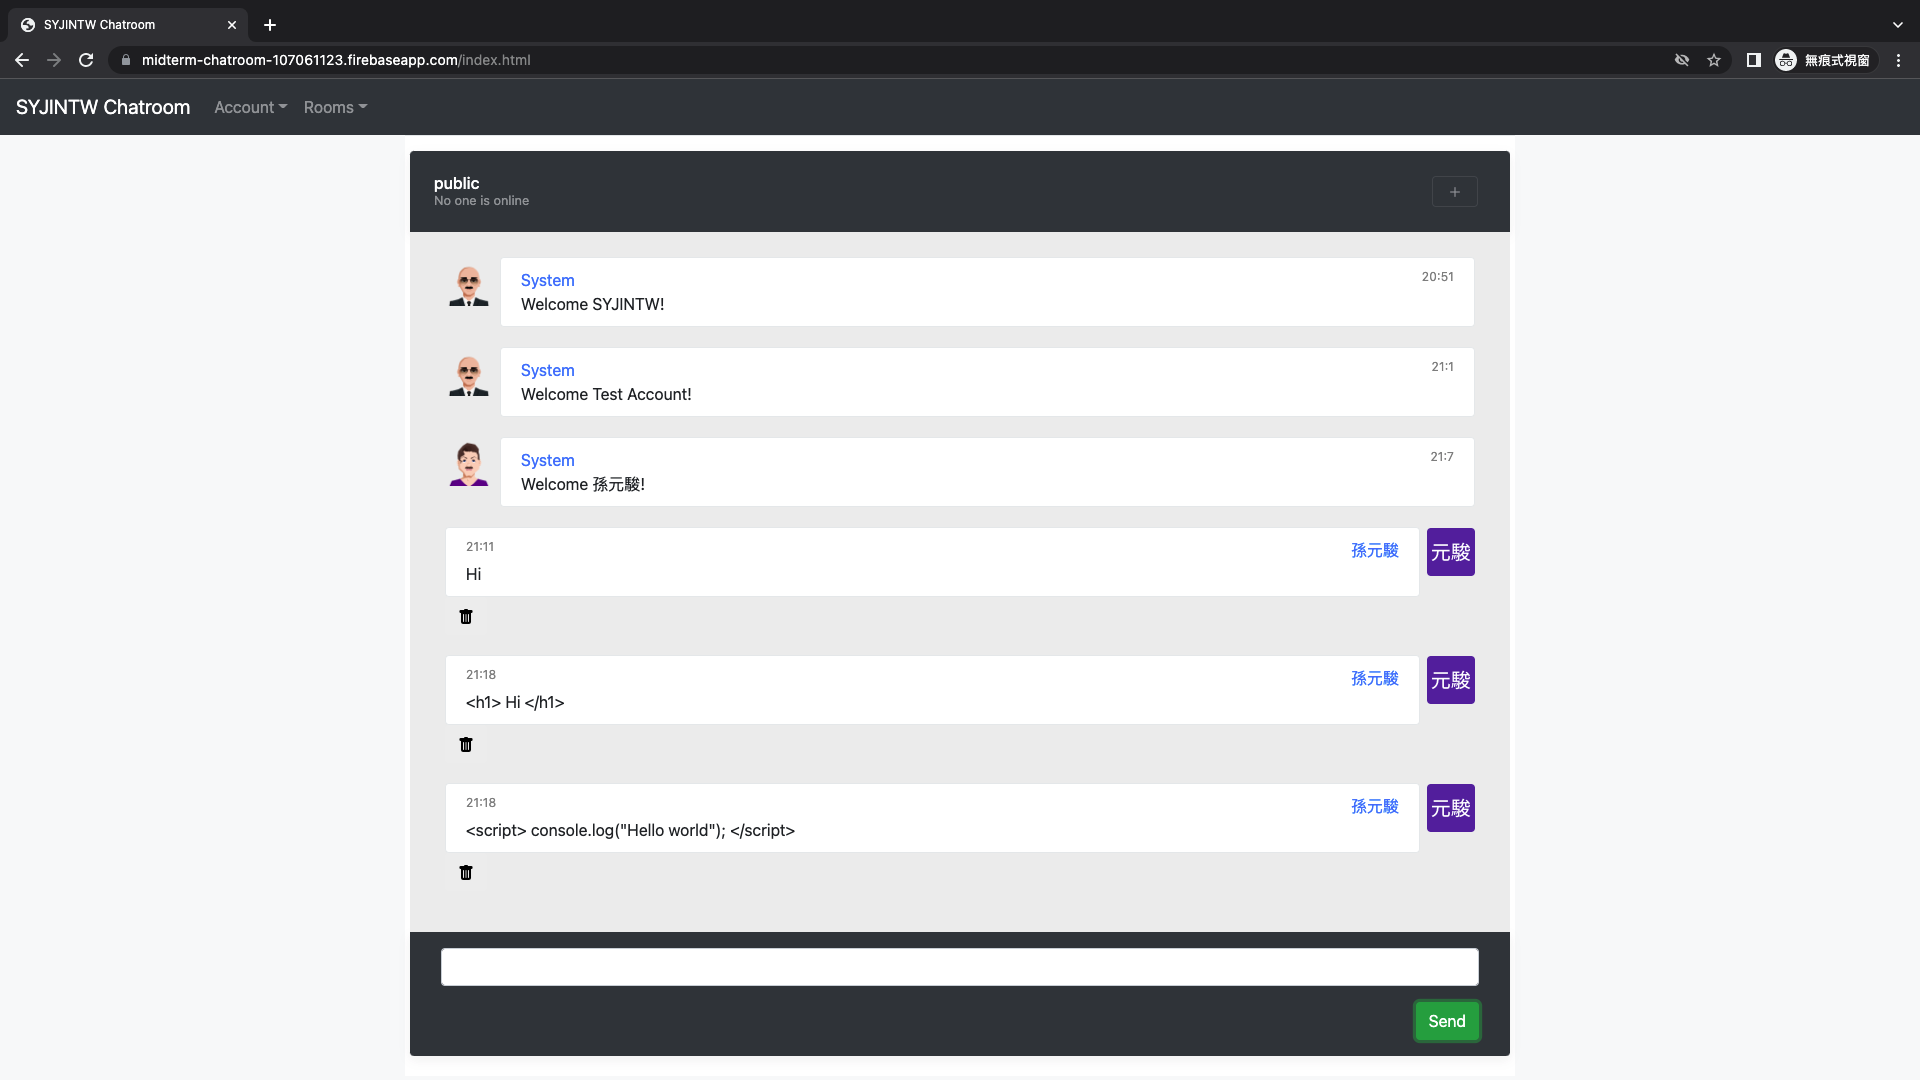 SYJINTW Chatroom
midterm-chatroom-107061123.firebaseapp.com/index.html
無痕式視窗
SYJINTW Chatroom Account Rooms
public
No one is online
+
System 20:51
Welcome SYJINTW!
System 21:1
Welcome Test Account!
System 21:7
Welcome 孫元駿!
21:11 孫元駿 元駿
Hi
21:18 孫元駿 元駿
<h1> Hi </h1>
21:18 孫元駿 元駿
<script> console.log("Hello world"); </script>
Send